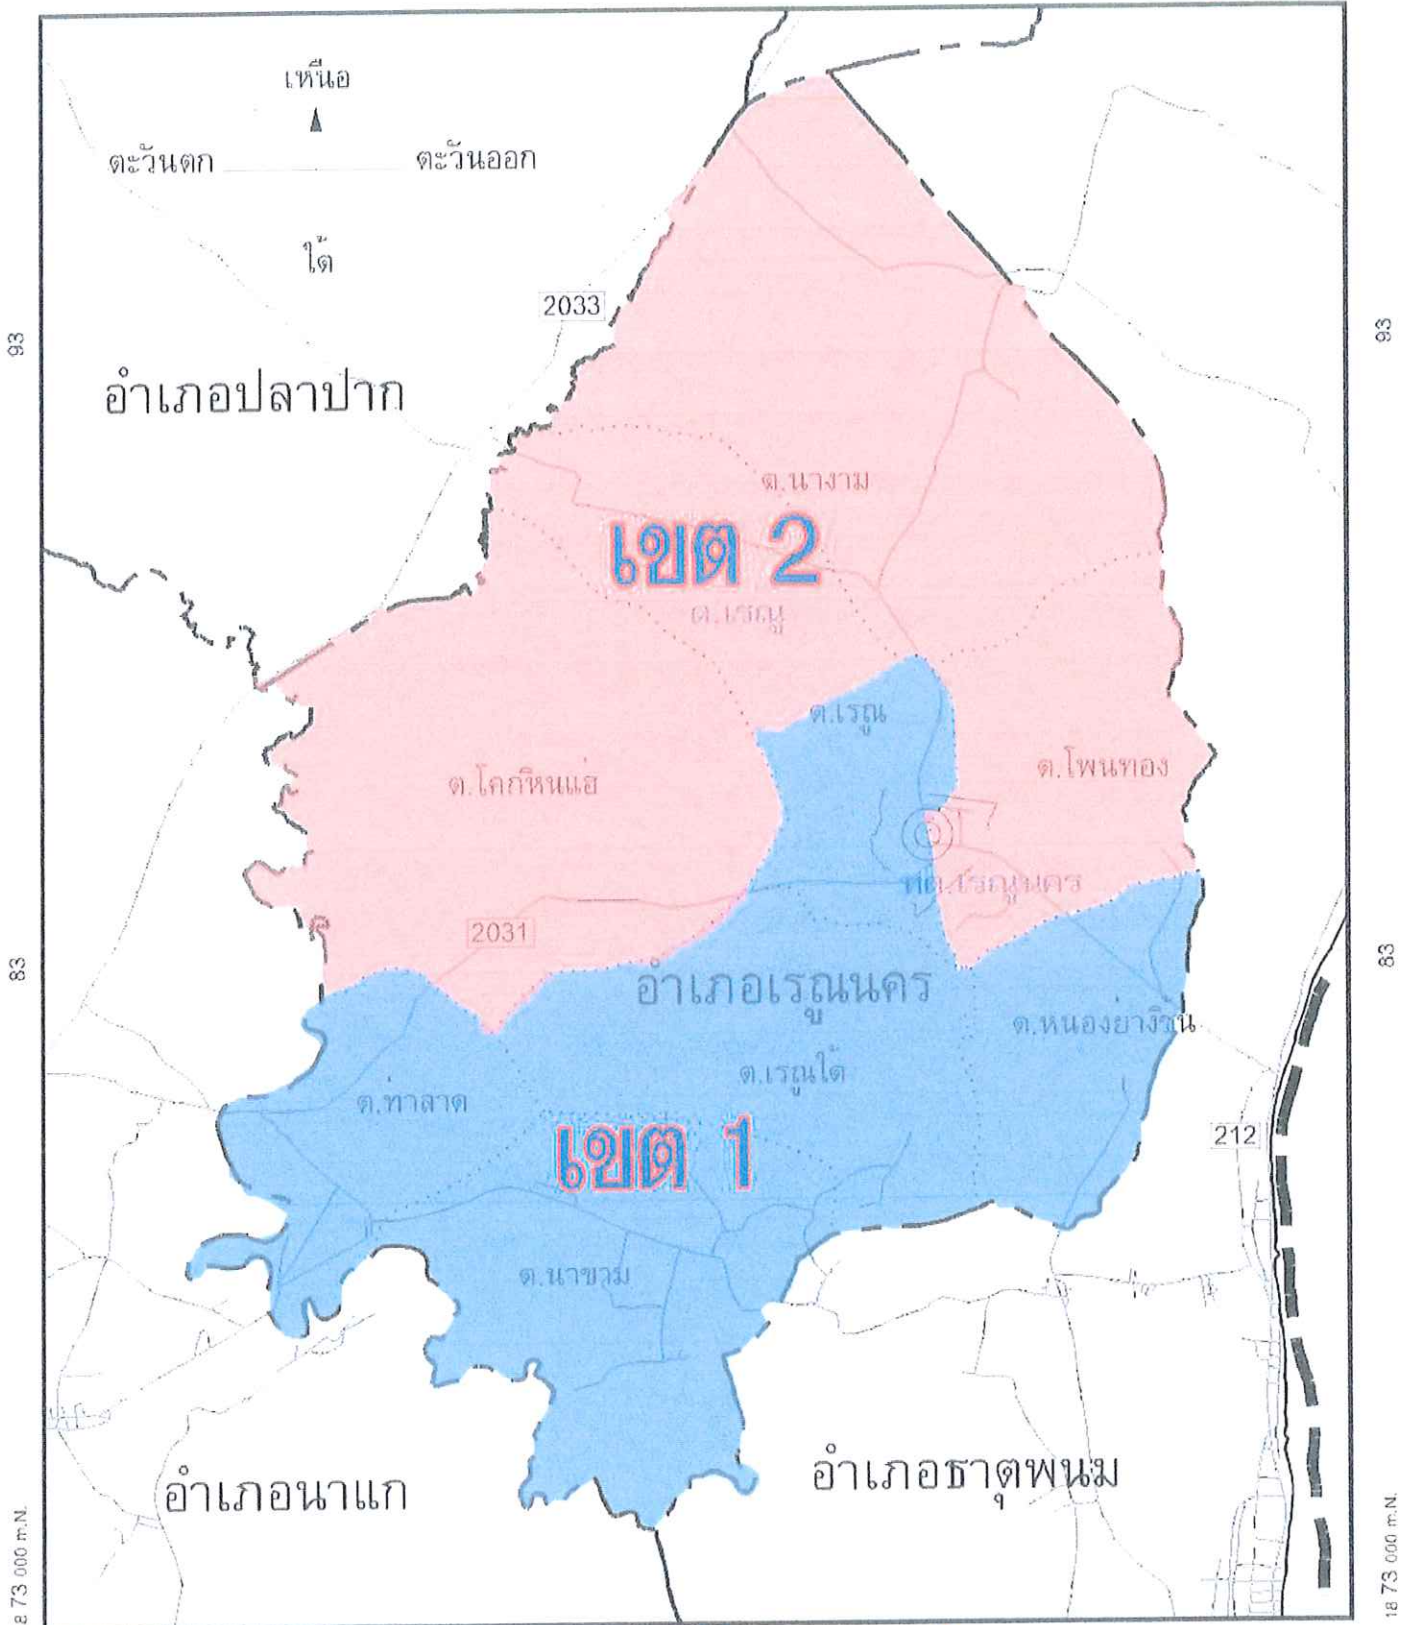 เหนือ
ตะวันตก
ตะวันออก
ใต้
2033
93
93
อำเภอปลาปาก
ต.นางาม
เขต 2
ต.เรณู
ต.เรณู
ต.โคกหินแฮ่
ต.โพนทอง
ทต.เรณูนคร
2031
83
83
อำเภอเรณูนคร
ต.หนองย่างชิ้น
ต.เรณูใต้
ต.ท่าลาด
เขต 1
212
ต.นาขาม
อำเภอนาแก
อำเภอธาตุพนม
18 73 000 m.N.
18 73 000 m.N.